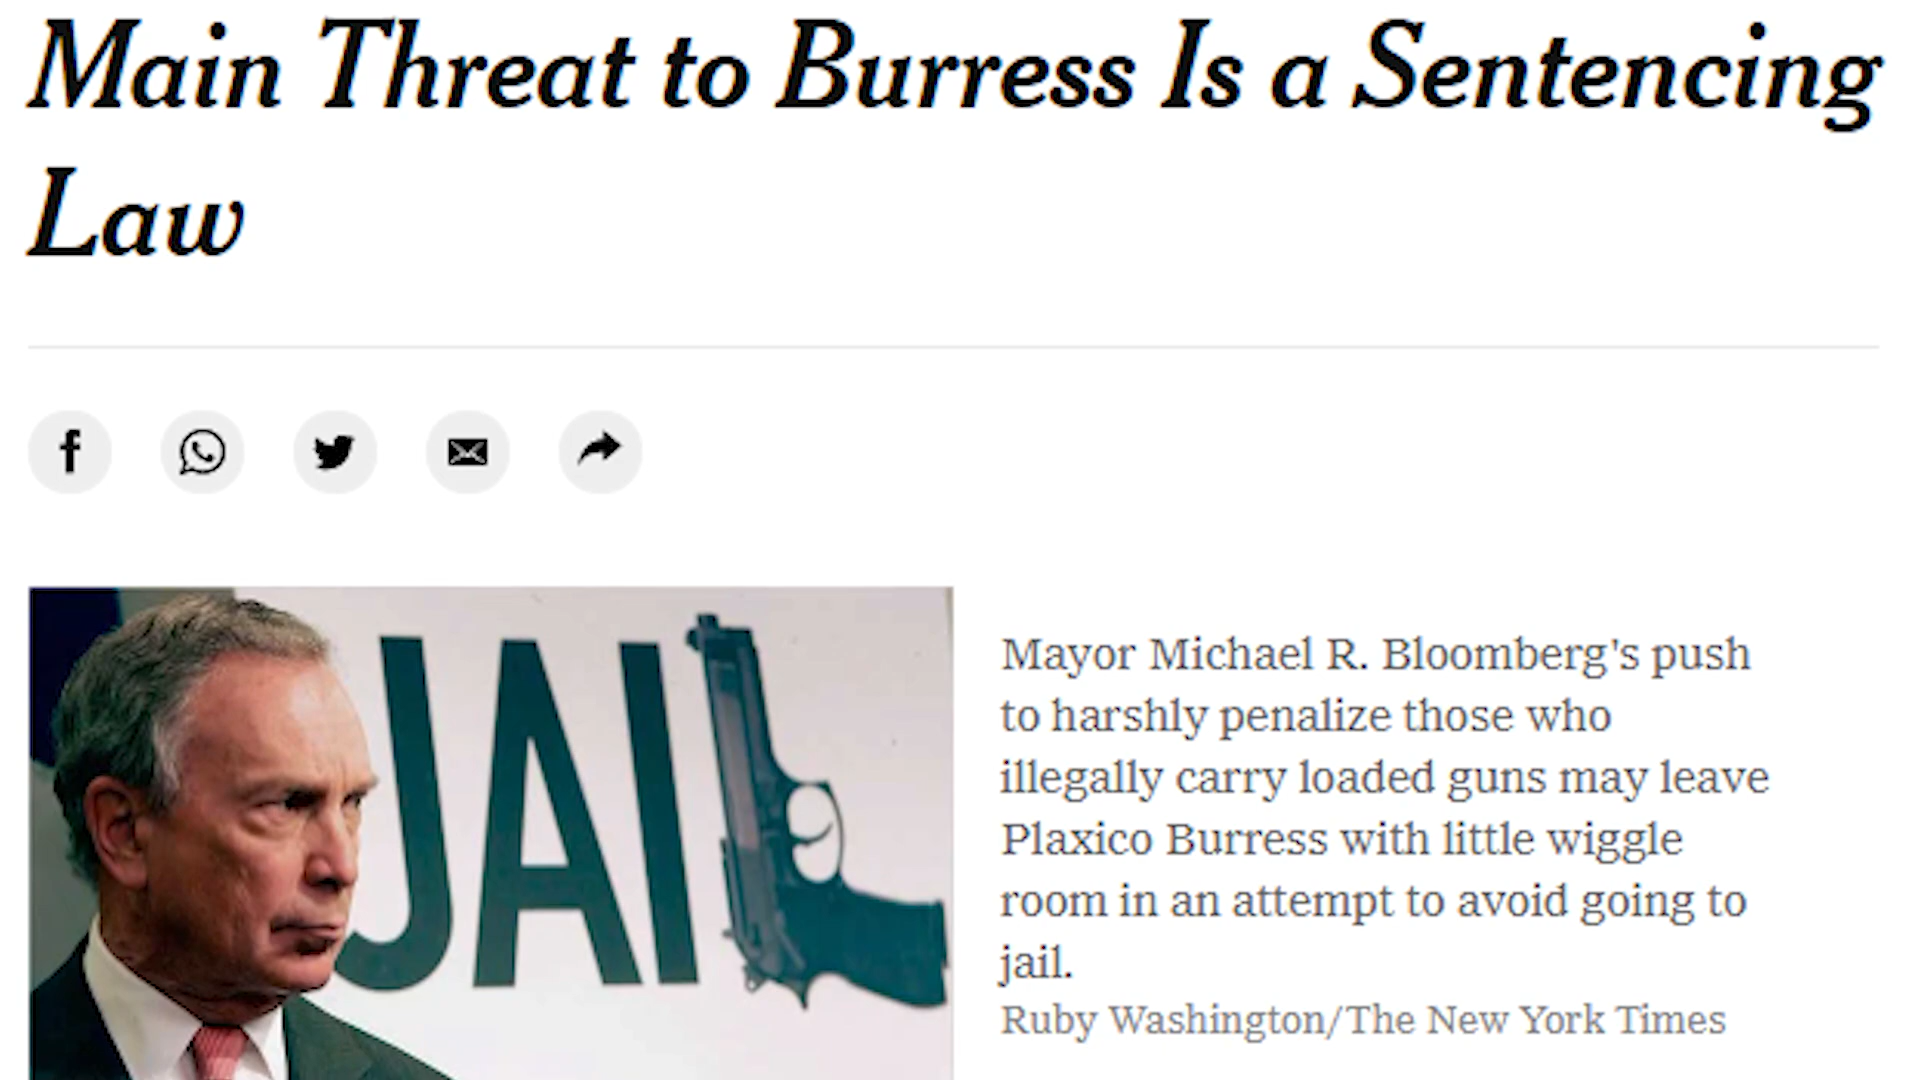 Main Threat to Burress Is a Sentencing
Law
JAI
Mayor Michael R. Bloomberg's push
to harshly penalize those who
illegally carry loaded guns may leave
Plaxico Burress with little wiggle
room in an attempt to avoid going to
jail.
Ruby Washington/The New York Times